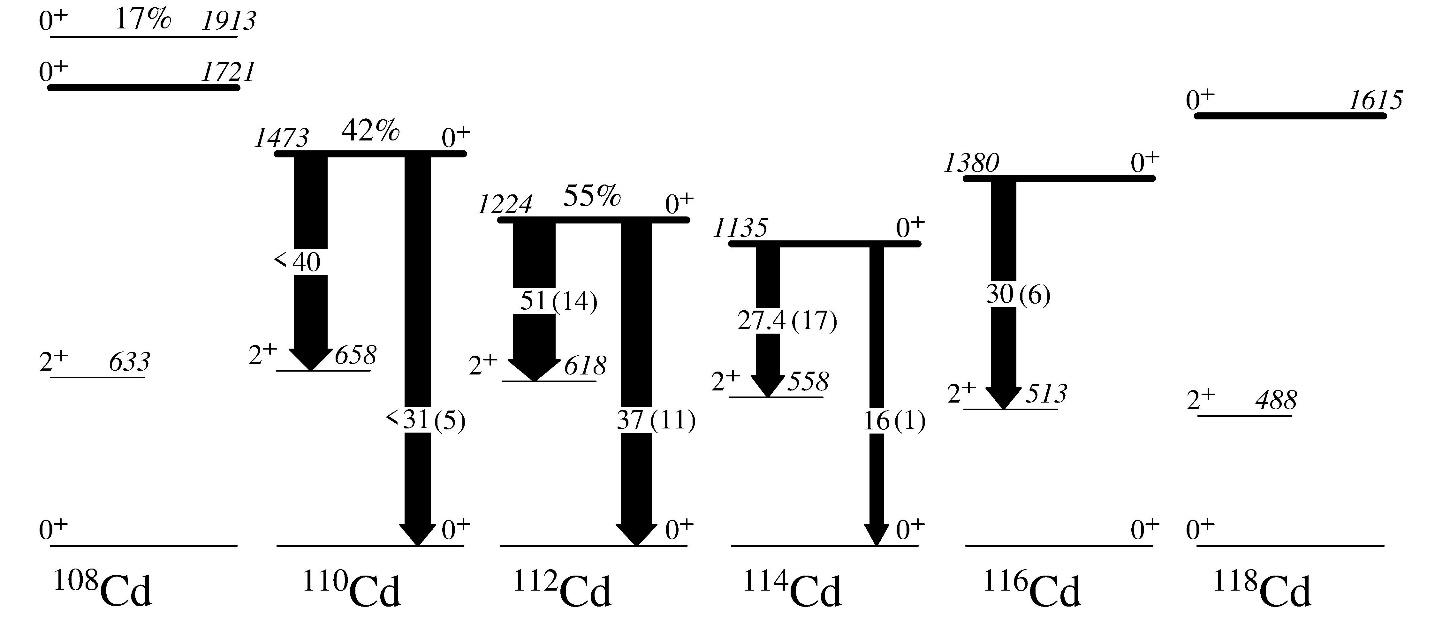 0⁺ 17% 1913
0⁺ 1721
2⁺ 633
0⁺
¹⁰⁸Cd
1473 42% 0⁺
<40
2⁺ 658
<31(5)
0⁺
¹¹⁰Cd
1224 55% 0⁺
51(14)
2⁺ 618
37(11)
0⁺
¹¹²Cd
1135 0⁺
27.4(17)
2⁺ 558
16(1)
0⁺
¹¹⁴Cd
1380 0⁺
30(6)
2⁺ 513
0⁺
¹¹⁶Cd
0⁺ 1615
2⁺ 488
0⁺
¹¹⁸Cd